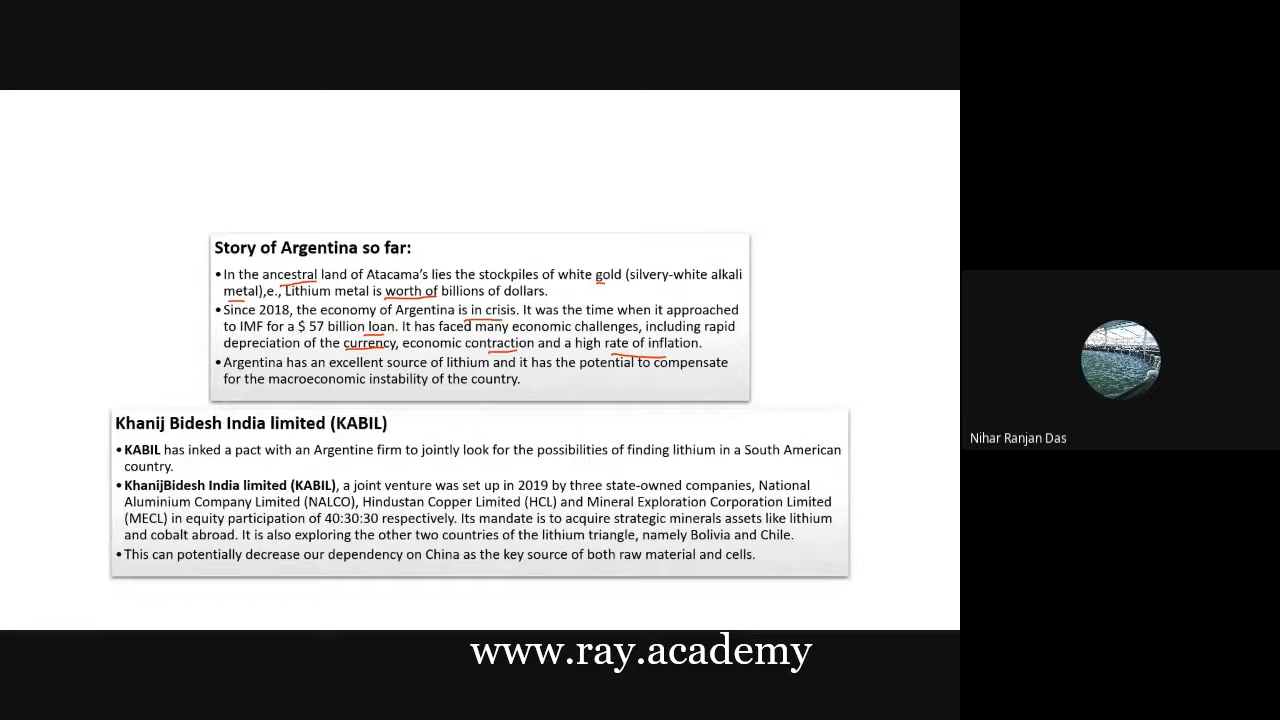 Story of Argentina so far:
•In the ancestral land of Atacama's lies the stockpiles of white gold (silvery-white alkali
metal),e., Lithium metal is worth of billions of dollars.
•Since 2018, the economy of Argentina is in crisis. It was the time when it approached
to IMF for a $ 57 billion loan. It has faced many economic challenges, including rapid
depreciation of the currency, economic contraction and a high rate of inflation.
•Argentina has an excellent source of lithium and it has the potential to compensate
for the macroeconomic instability of the country.
Khanij Bidesh India limited (KABIL)
•KABIL has inked a pact with an Argentine firm to jointly look for the possibilities of finding lithium in a South American
country.
•KhanijBidesh India limited (KABIL), a joint venture was set up in 2019 by three state-owned companies, National
Aluminium Company Limited (NALCO), Hindustan Copper Limited (HCL) and Mineral Exploration Corporation Limited
(MECL) in equity participation of 40:30:30 respectively. Its mandate is to acquire strategic minerals assets like lithium
and cobalt abroad. It is also exploring the other two countries of the lithium triangle, namely Bolivia and Chile.
•This can potentially decrease our dependency on China as the key source of both raw material and cells.
Nihar Ranjan Das
www.ray.academy